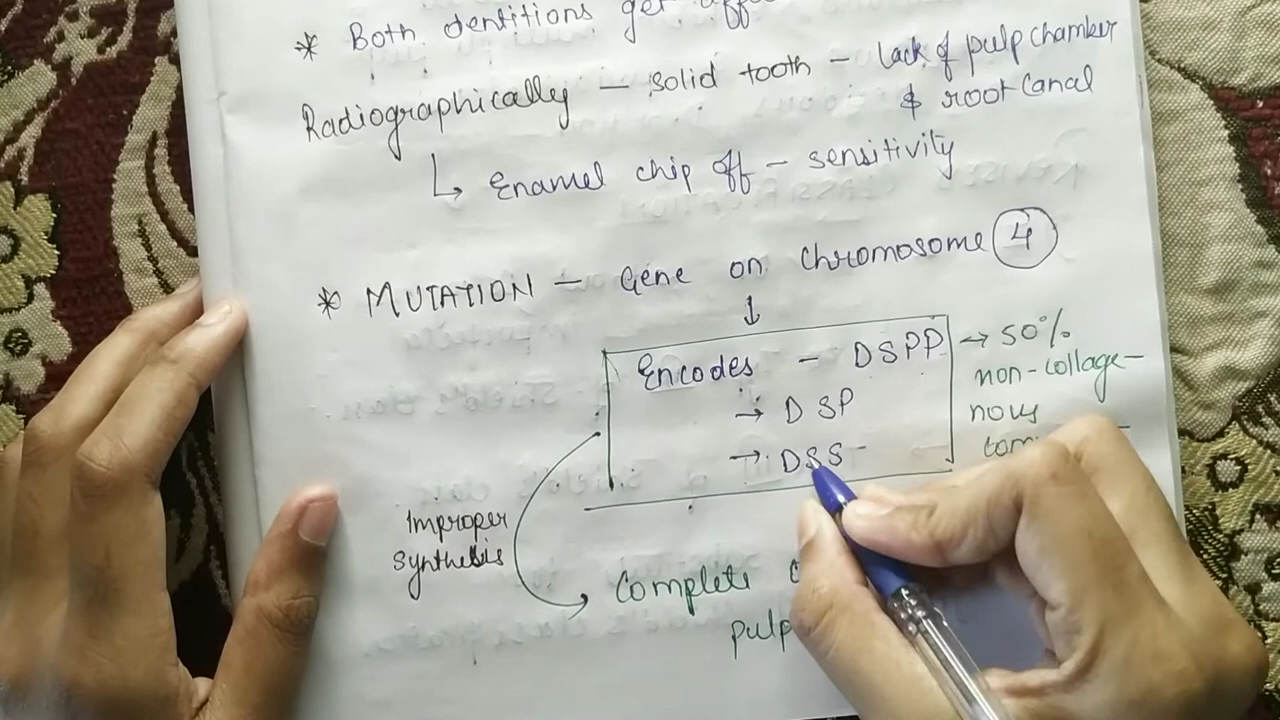 * Both dentitions get
Radiographically – solid tooth – lack of pulp chamber
& root canal
↳ Enamel chip off – sensitivity
* MUTATION – Gene on chromosome 4
↓
Encodes – DSPP → 50%
non-collage-
nous
→ DSP
→ DSS
Improper
synthesis
Complete
pulp